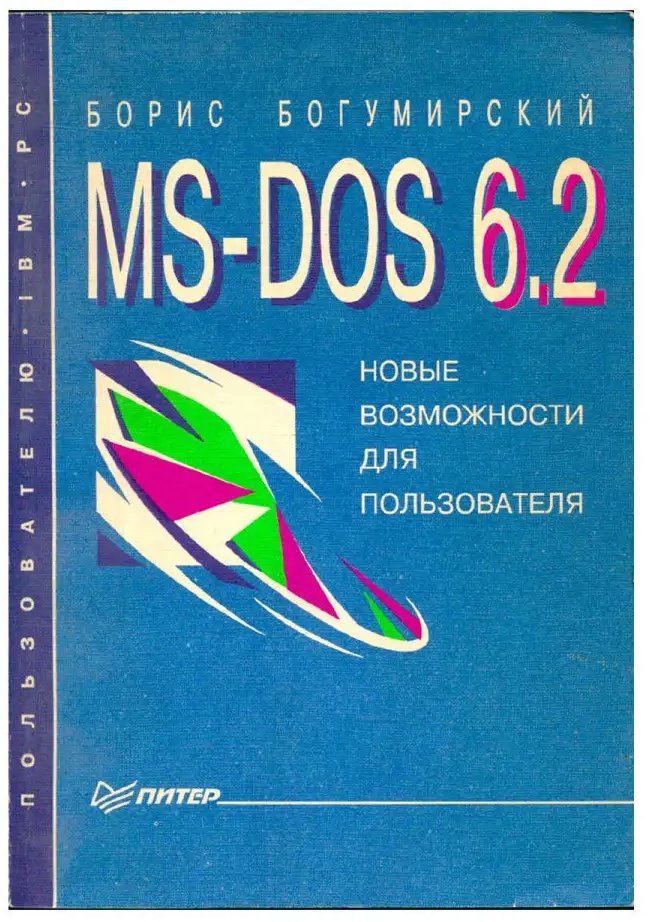 БОРИС БОГУМИРСКИЙ
MS-DOS 6.2
НОВЫЕ
ВОЗМОЖНОСТИ
ДЛЯ
ПОЛЬЗОВАТЕЛЯ
ПОЛЬЗОВАТЕЛЮ · IBM · PC
ПИТЕР